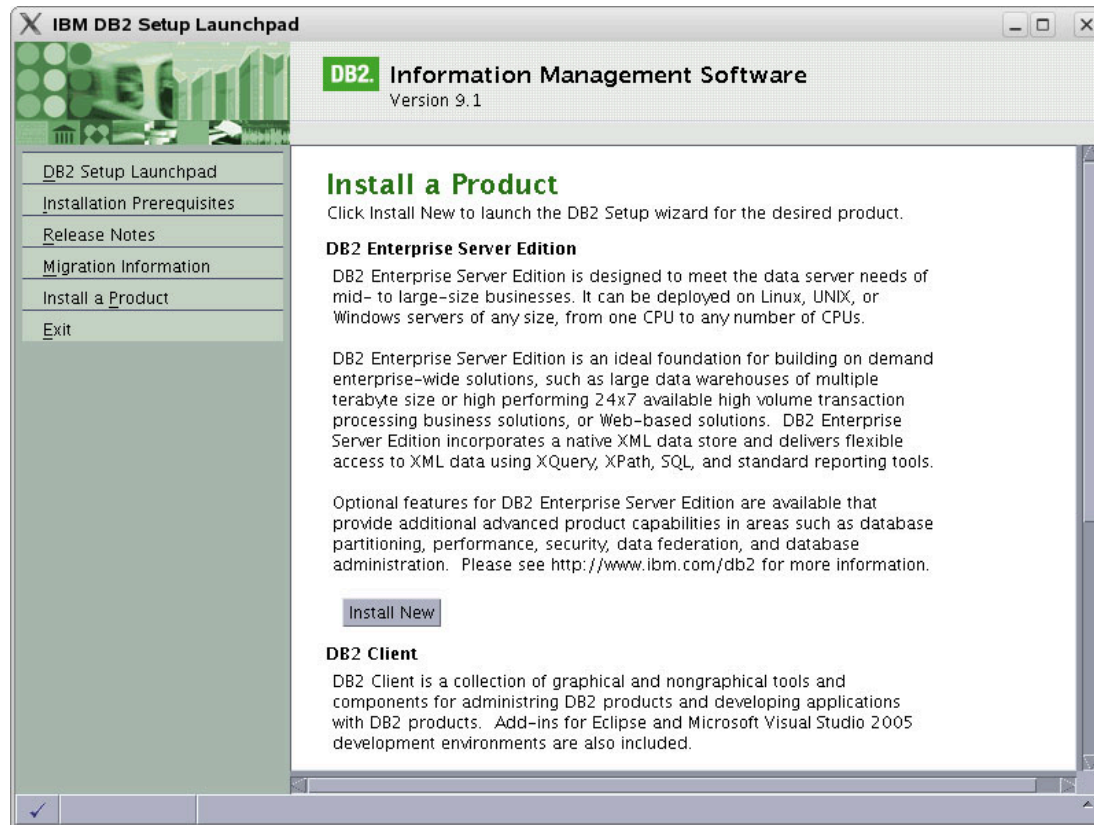 IBM DB2 Setup Launchpad
DB2.
Information Management Software
Version 9.1
DB2 Setup Launchpad
Installation Prerequisites
Release Notes
Migration Information
Install a Product
Exit
Install a Product
Click Install New to launch the DB2 Setup wizard for the desired product.
DB2 Enterprise Server Edition
DB2 Enterprise Server Edition is designed to meet the data server needs of
mid- to large-size businesses. It can be deployed on Linux, UNIX, or
Windows servers of any size, from one CPU to any number of CPUs.
DB2 Enterprise Server Edition is an ideal foundation for building on demand
enterprise-wide solutions, such as large data warehouses of multiple
terabyte size or high performing 24x7 available high volume transaction
processing business solutions, or Web-based solutions. DB2 Enterprise
Server Edition incorporates a native XML data store and delivers flexible
access to XML data using XQuery, XPath, SQL, and standard reporting tools.
Optional features for DB2 Enterprise Server Edition are available that
provide additional advanced product capabilities in areas such as database
partitioning, performance, security, data federation, and database
administration. Please see http://www.ibm.com/db2 for more information.
Install New
DB2 Client
DB2 Client is a collection of graphical and nongraphical tools and
components for administring DB2 products and developing applications
with DB2 products. Add-ins for Eclipse and Microsoft Visual Studio 2005
development environments are also included.